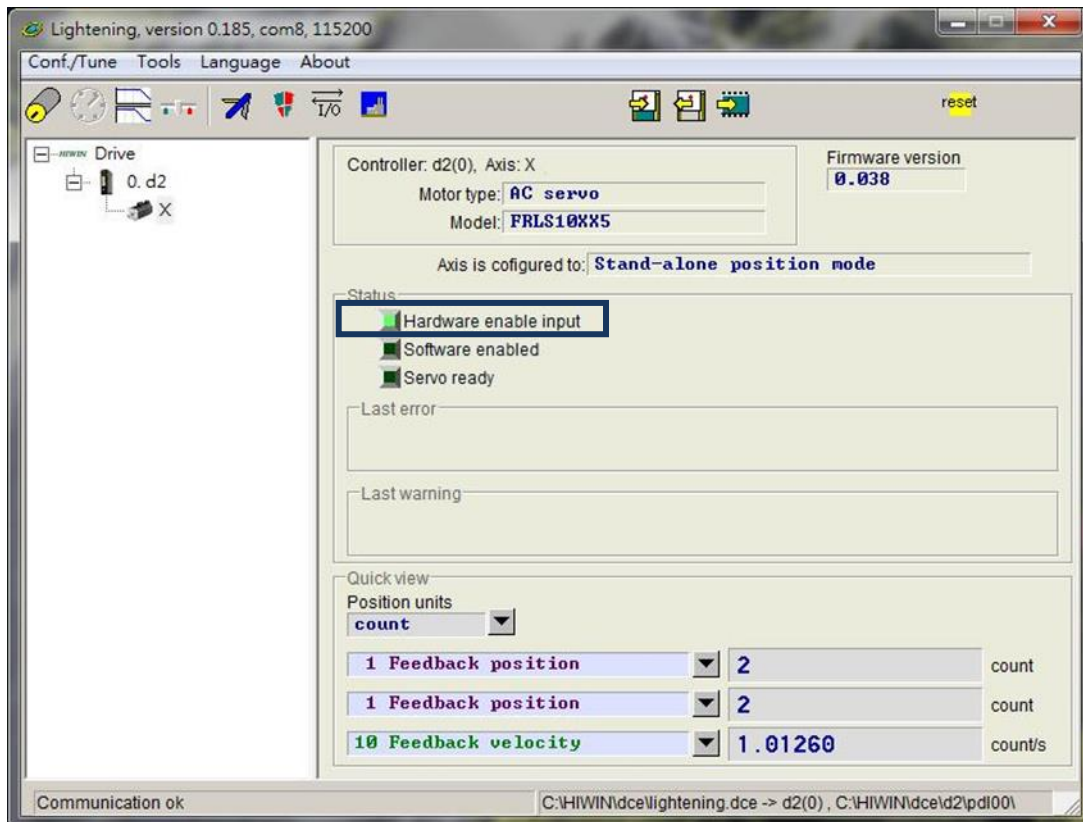 Lightening, version 0.185, com8, 115200
Conf./Tune Tools Language About
I/O
reset
HIWIN Drive
0. d2
X
Controller: d2(0), Axis: X
Motor type: AC servo
Model: FRLS10XX5
Firmware version
0.038
Axis is cofigured to: Stand-alone position mode
Status
Hardware enable input
Software enabled
Servo ready
Last error
Last warning
Quick view
Position units
count
1 Feedback position 2 count
1 Feedback position 2 count
10 Feedback velocity 1.01260 count/s
Communication ok
C:\HIWIN\dce\lightening.dce -> d2(0) , C:\HIWIN\dce\d2\pdl00\